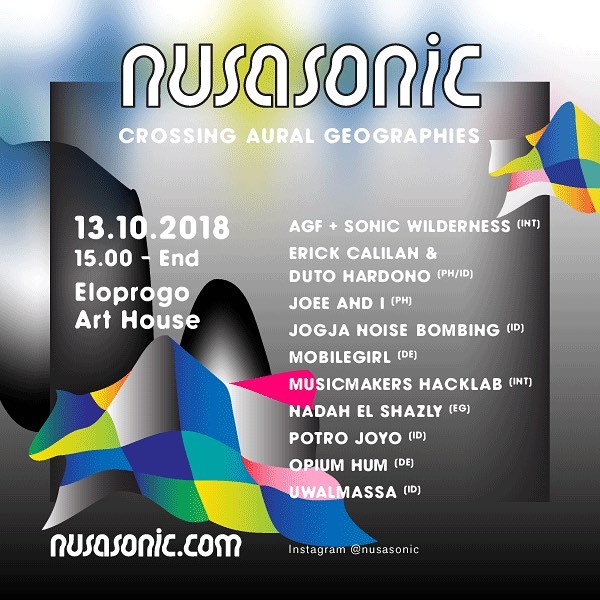 nusasonic
CROSSING AURAL GEOGRAPHIES
13.10.2018
15.00 - End
Eloprogo
Art House
AGF + SONIC WILDERNESS (INT)
ERICK CALILAN &
DUTO HARDONO (PH/ID)
JOEE AND I (PH)
JOGJA NOISE BOMBING (ID)
MOBILEGIRL (DE)
MUSICMAKERS HACKLAB (INT)
NADAH EL SHAZLY (EG)
POTRO JOYO (ID)
OPIUM HUM (DE)
UWALMASSA (ID)
nusasonic.com
Instagram @nusasonic